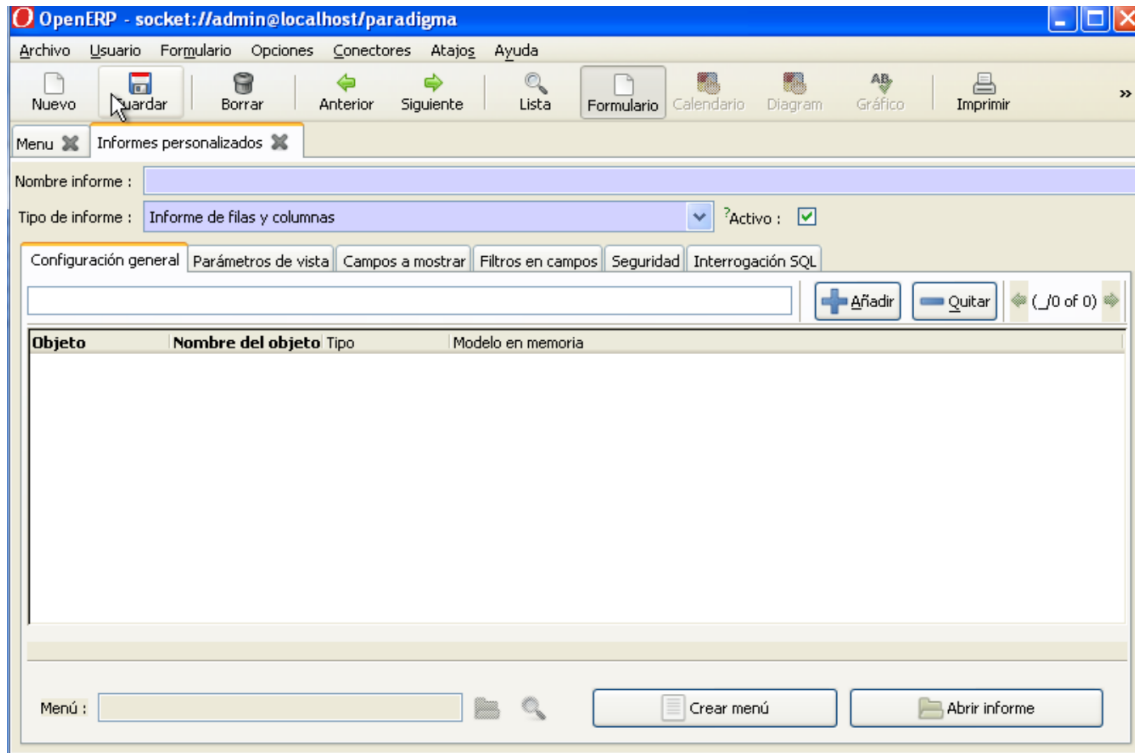 OpenERP - socket://admin@localhost/paradigma
Archivo Usuario Formulario Opciones Conectores Atajos Ayuda
Nuevo Guardar Borrar Anterior Siguiente Lista Formulario Calendario Diagram Gráfico Imprimir »
Menu Informes personalizados
Nombre informe :
Tipo de informe : Informe de filas y columnas ? Activo :
Configuración general Parámetros de vista Campos a mostrar Filtros en campos Seguridad Interrogación SQL
Añadir Quitar (_/0 of 0)
Objeto Nombre del objeto Tipo Modelo en memoria
Menú : Crear menú Abrir informe